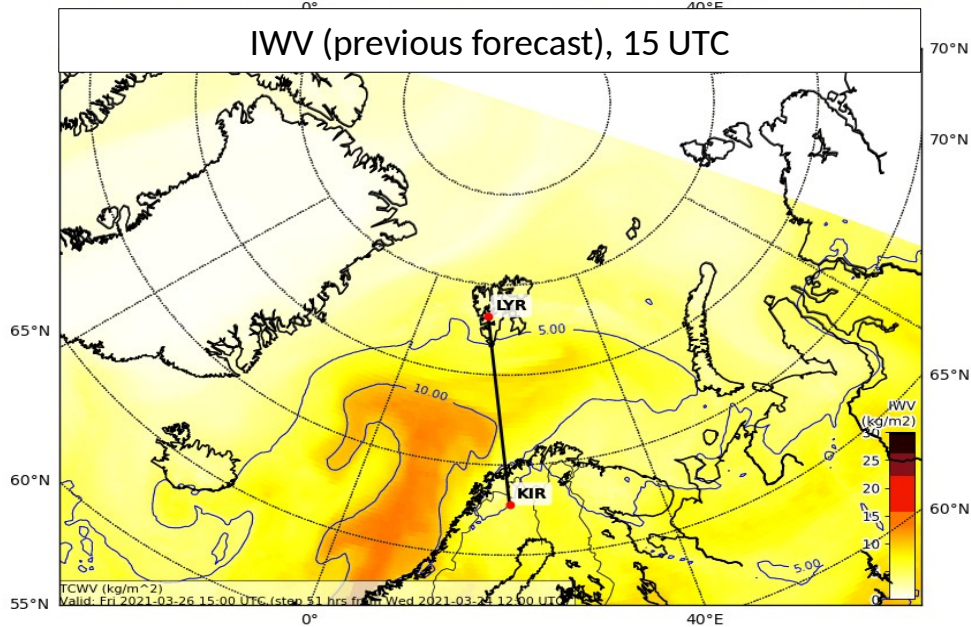 0° 40°E
IWV (previous forecast), 15 UTC
70°N
70°N
LYR
65°N
5.00
65°N
10.00
IWV
(kg/m2)
30
25
60°N
KIR
20
60°N
15
10
5.00
TCWV (kg/m^2)
0
Valid: Fri 2021-03-26 15:00 UTC (step 51 hrs from Wed 2021-03-24 12:00 UTC)
55°N
0° 40°E